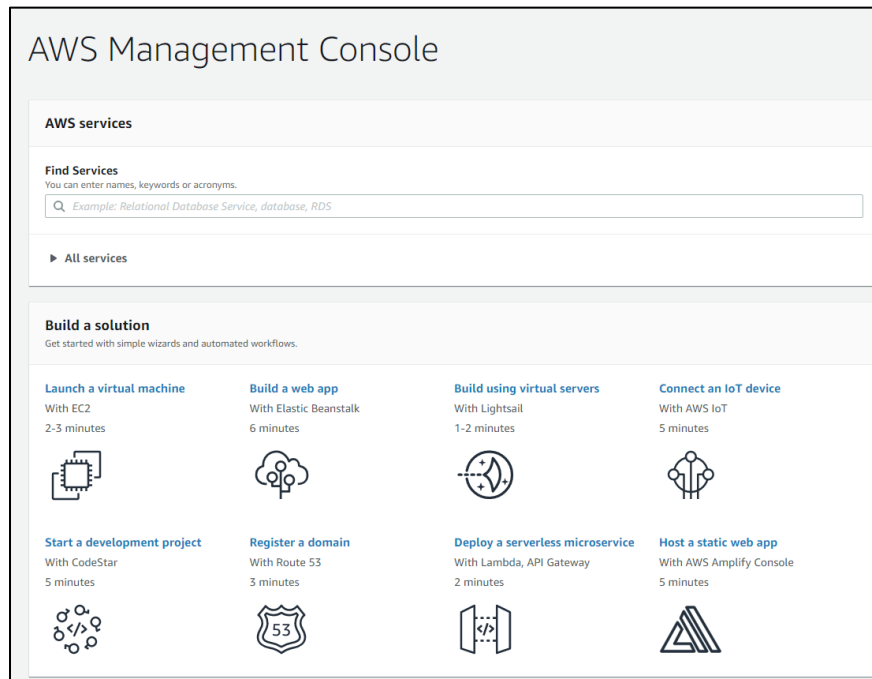 AWS Management Console
AWS services
Find Services
You can enter names, keywords or acronyms.
Example: Relational Database Service, database, RDS
All services
Build a solution
Get started with simple wizards and automated workflows.
Launch a virtual machine
With EC2
2-3 minutes
Build a web app
With Elastic Beanstalk
6 minutes
Build using virtual servers
With Lightsail
1-2 minutes
Connect an IoT device
With AWS IoT
5 minutes
Start a development project
With CodeStar
5 minutes
</>
Register a domain
With Route 53
3 minutes
53
Deploy a serverless microservice
With Lambda, API Gateway
2 minutes
</>
Host a static web app
With AWS Amplify Console
5 minutes